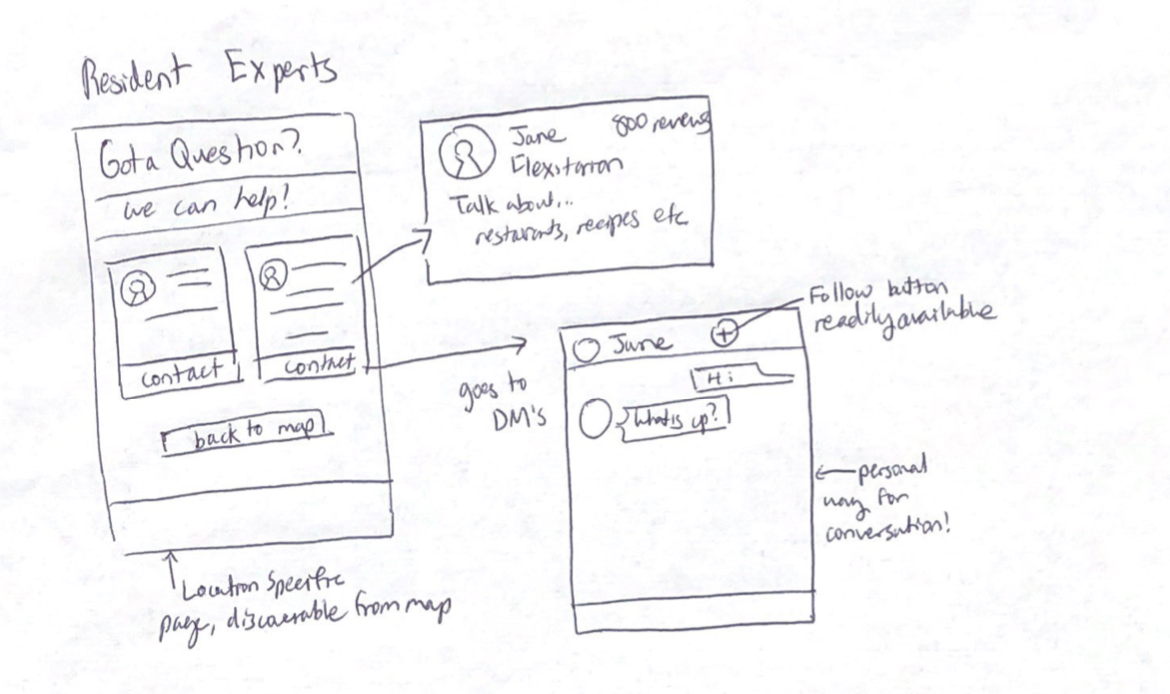 Resident Experts
Got a Question?
we can help!
contact
contact
back to map
Location specific
page, discoverable from map
Jane
800 reviews
Flexitarian
Talk about...
restaurants, recipes etc
goes to
DM's
Jane
Follow button
readily available
Hi
What is up?
personal
way for
conversation!